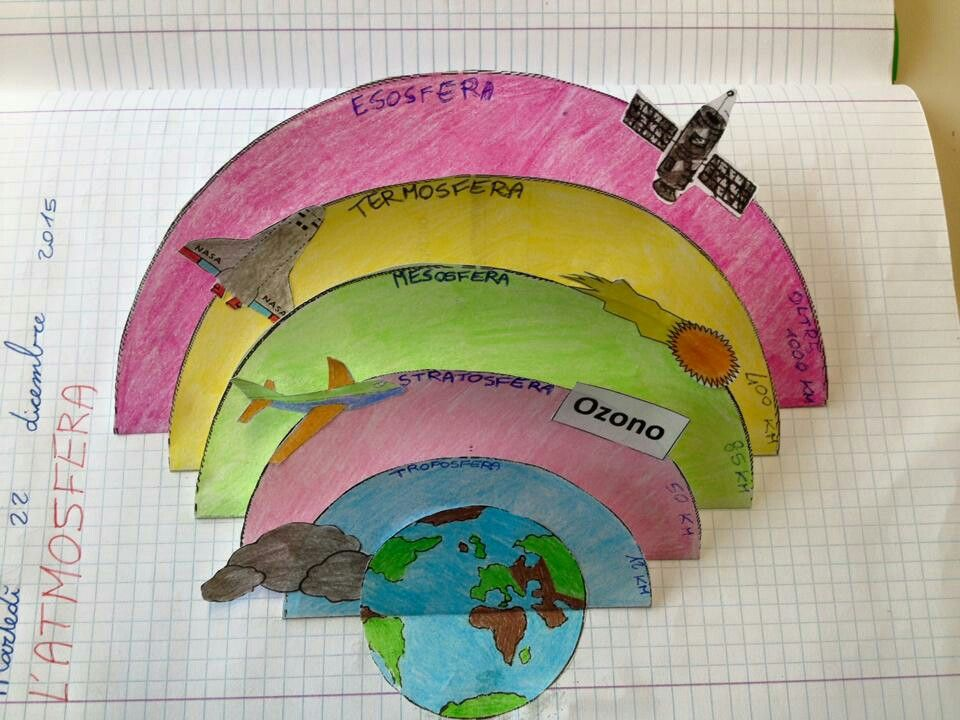 Martedì 22 dicembre 2015
L'ATMOSFERA
ESOSFERA
OLTRE 1000 KM
TERMOSFERA
400 KM
NASA
NASA
MESOSFERA
85 KM
STRATOSFERA
Ozono
50 KM
TROPOSFERA
12 KM